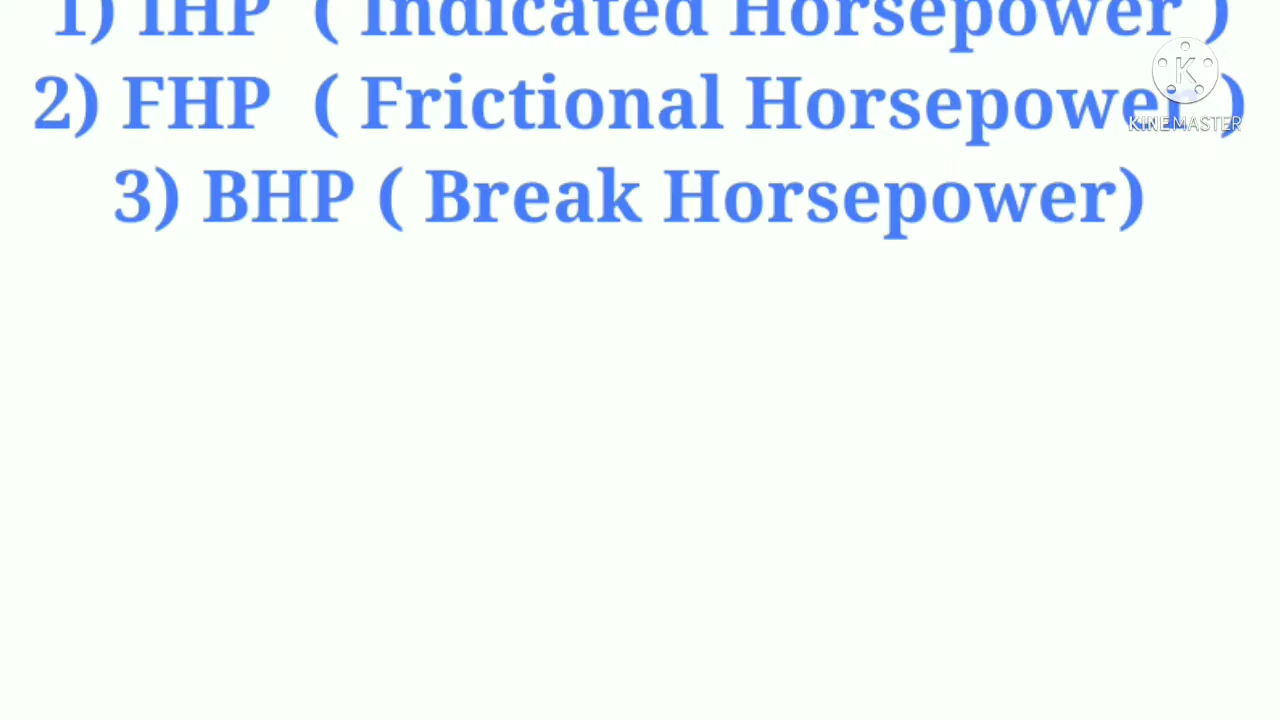 1) IHP ( Indicated Horsepower )
2) FHP ( Frictional Horsepower )
3) BHP ( Break Horsepower)
K
KINEMASTER